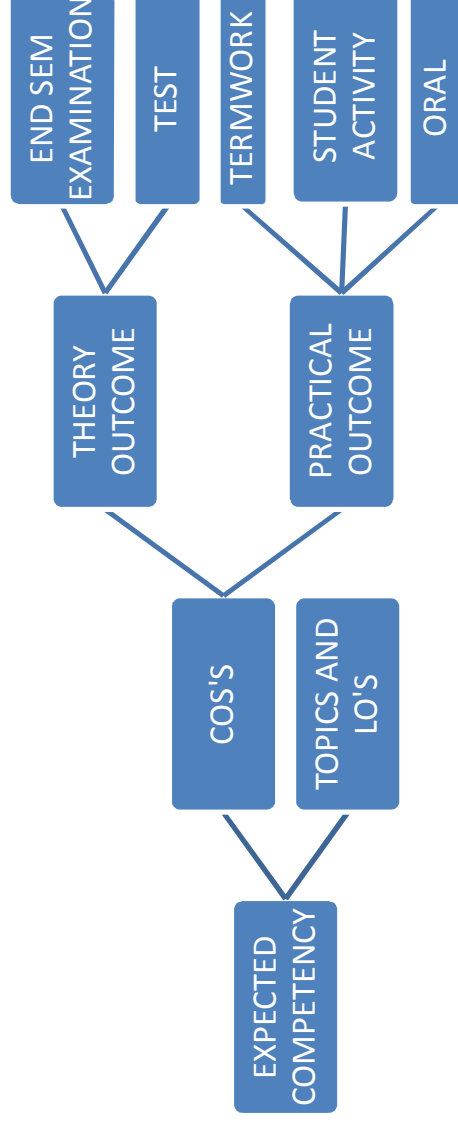 EXPECTED
COMPETENCY
COS'S
TOPICS AND
LO'S
THEORY
OUTCOME
PRACTICAL
OUTCOME
END SEM
EXAMINATION
TEST
TERMWORK
STUDENT
ACTIVITY
ORAL